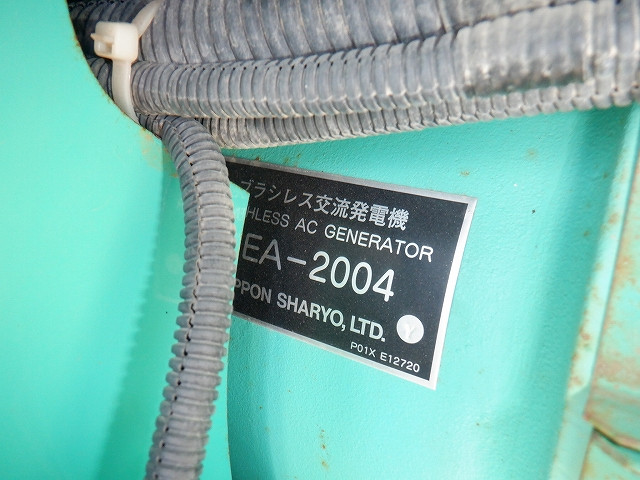 ブラシレス交流発電機
HLESS AC GENERATOR
EA-2004
PPON SHARYO, LTD.
Y
P01X E12720